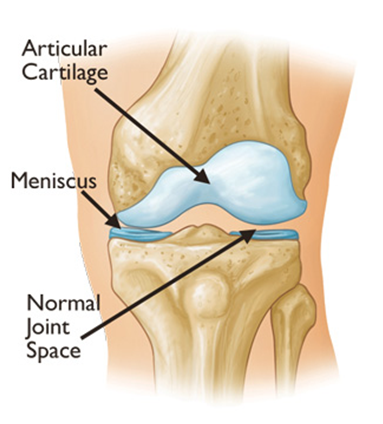 Articular
Cartilage
Meniscus
Normal
Joint
Space